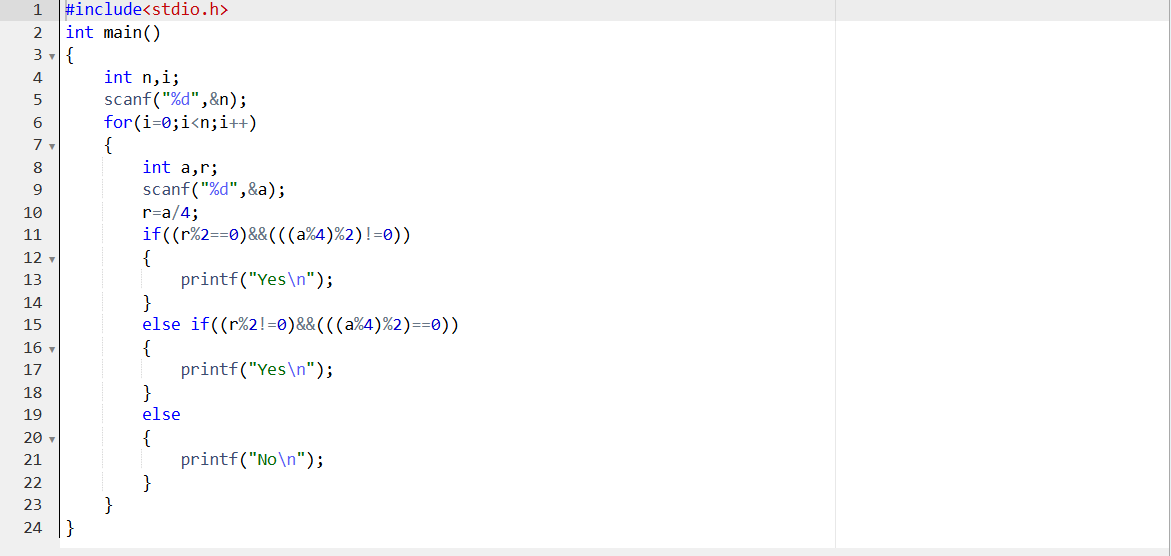 1 #include<stdio.h>
2 int main()
3 {
4 int n,i;
5 scanf("%d",&n);
6 for(i=0;i<n;i++)
7 {
8 int a,r;
9 scanf("%d",&a);
10 r=a/4;
11 if((r%2==0)&&(((a%4)%2)!=0))
12 {
13 printf("Yes\n");
14 }
15 else if((r%2!=0)&&(((a%4)%2)==0))
16 {
17 printf("Yes\n");
18 }
19 else
20 {
21 printf("No\n");
22 }
23 }
24 }